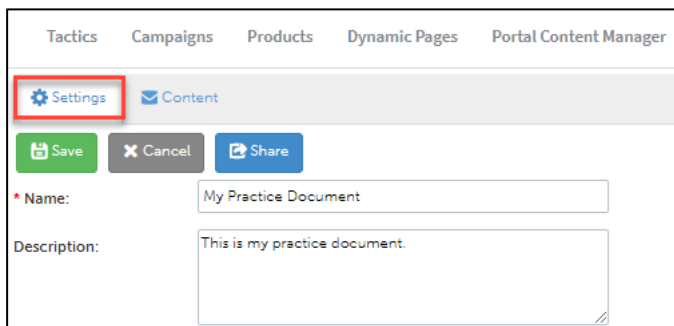 Tactics Campaigns Products Dynamic Pages Portal Content Manager
Settings Content
Save Cancel Share
* Name: My Practice Document
Description: This is my practice document.